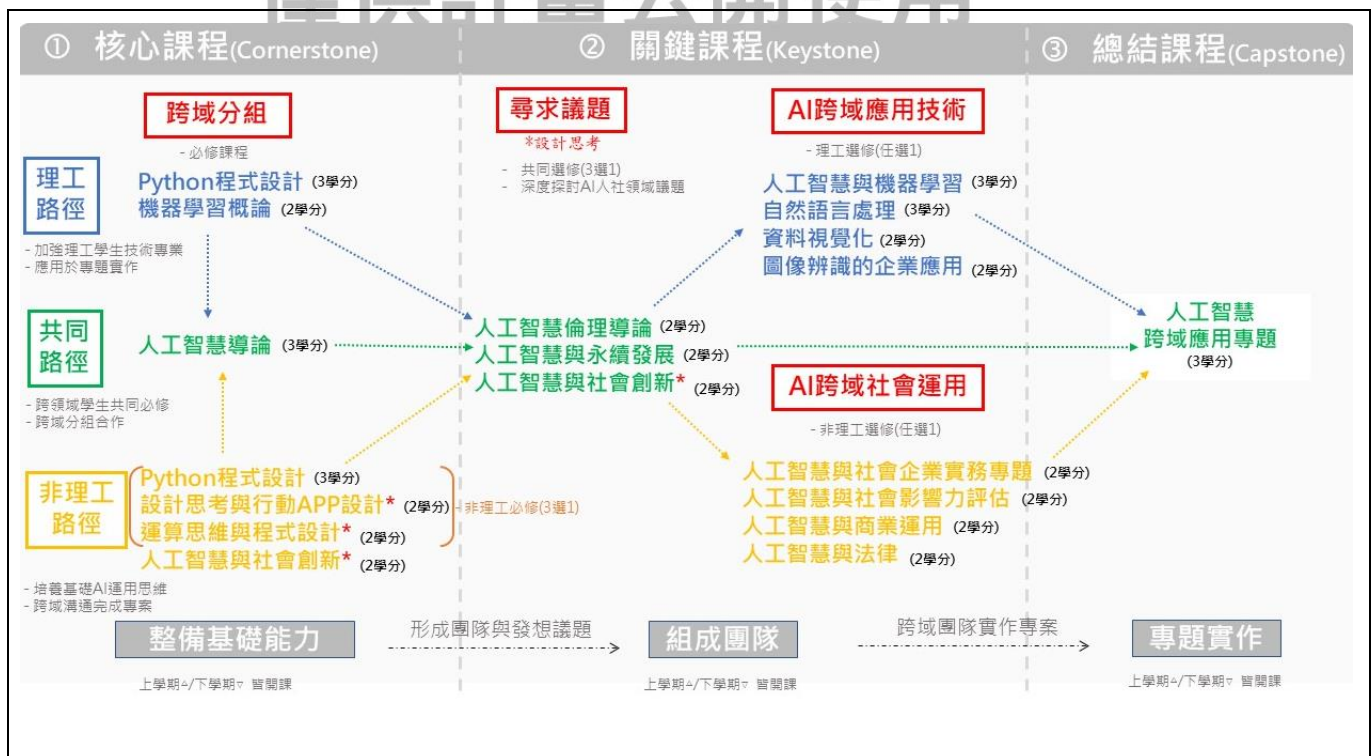 僅供計畫公開使用
① 核心課程(Cornerstone)
② 關鍵課程(Keystone)
③ 總結課程(Capstone)
跨域分組
- 必修課程
理工
路徑
Python程式設計 (3學分)
機器學習概論 (2學分)
- 加強理工學生技術專業
- 應用於專題實作
尋求議題
*設計思考
- 共同選修(3選1)
- 深度探討AI人社領域議題
AI跨域應用技術
- 理工選修(任選1)
人工智慧與機器學習 (3學分)
自然語言處理 (3學分)
資料視覺化 (2學分)
圖像辨識的企業應用 (2學分)
共同
路徑
人工智慧導論 (3學分)
- 跨領域學生共同必修
- 跨域分組合作
人工智慧倫理導論 (2學分)
人工智慧與永續發展 (2學分)
人工智慧與社會創新* (2學分)
人工智慧
跨域應用專題
(3學分)
AI跨域社會運用
- 非理工選修(任選1)
非理工
路徑
Python程式設計 (3學分)
設計思考與行動APP設計* (2學分)
運算思維與程式設計* (2學分)
人工智慧與社會創新* (2學分)
- 非理工必修(3選1)
- 培養基礎AI運用思維
- 跨域溝通完成專案
人工智慧與社會企業實務專題 (2學分)
人工智慧與社會影響力評估 (2學分)
人工智慧與商業運用 (2學分)
人工智慧與法律 (2學分)
整備基礎能力
形成團隊與發想議題
組成團隊
跨域團隊實作專案
專題實作
上學期▵/下學期▿ 皆開課
上學期▵/下學期▿ 皆開課
上學期▵/下學期▿ 皆開課